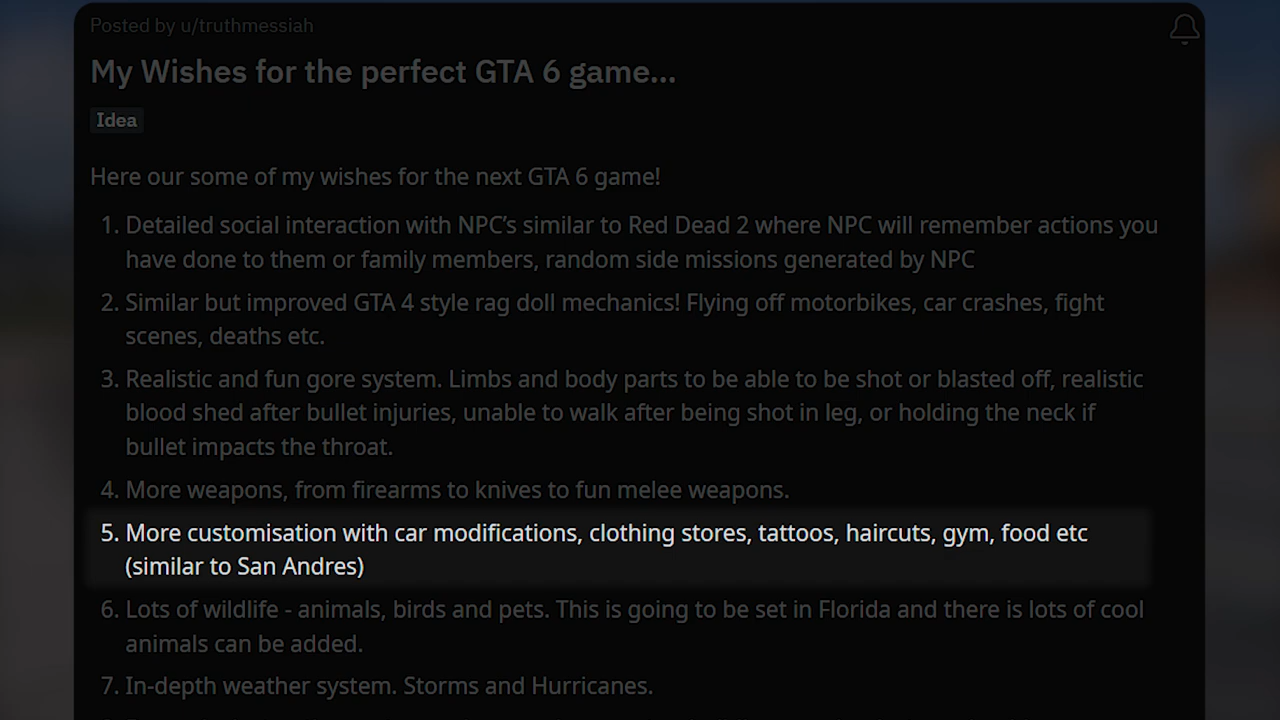 Posted by u/truthmessiah
My Wishes for the perfect GTA 6 game...
Idea
Here our some of my wishes for the next GTA 6 game!
1. Detailed social interaction with NPC's similar to Red Dead 2 where NPC will remember actions you
have done to them or family members, random side missions generated by NPC
2. Similar but improved GTA 4 style rag doll mechanics! Flying off motorbikes, car crashes, fight
scenes, deaths etc.
3. Realistic and fun gore system. Limbs and body parts to be able to be shot or blasted off, realistic
blood shed after bullet injuries, unable to walk after being shot in leg, or holding the neck if
bullet impacts the throat.
4. More weapons, from firearms to knives to fun melee weapons.
5. More customisation with car modifications, clothing stores, tattoos, haircuts, gym, food etc
(similar to San Andres)
6. Lots of wildlife - animals, birds and pets. This is going to be set in Florida and there is lots of cool
animals can be added.
7. In-depth weather system. Storms and Hurricanes.